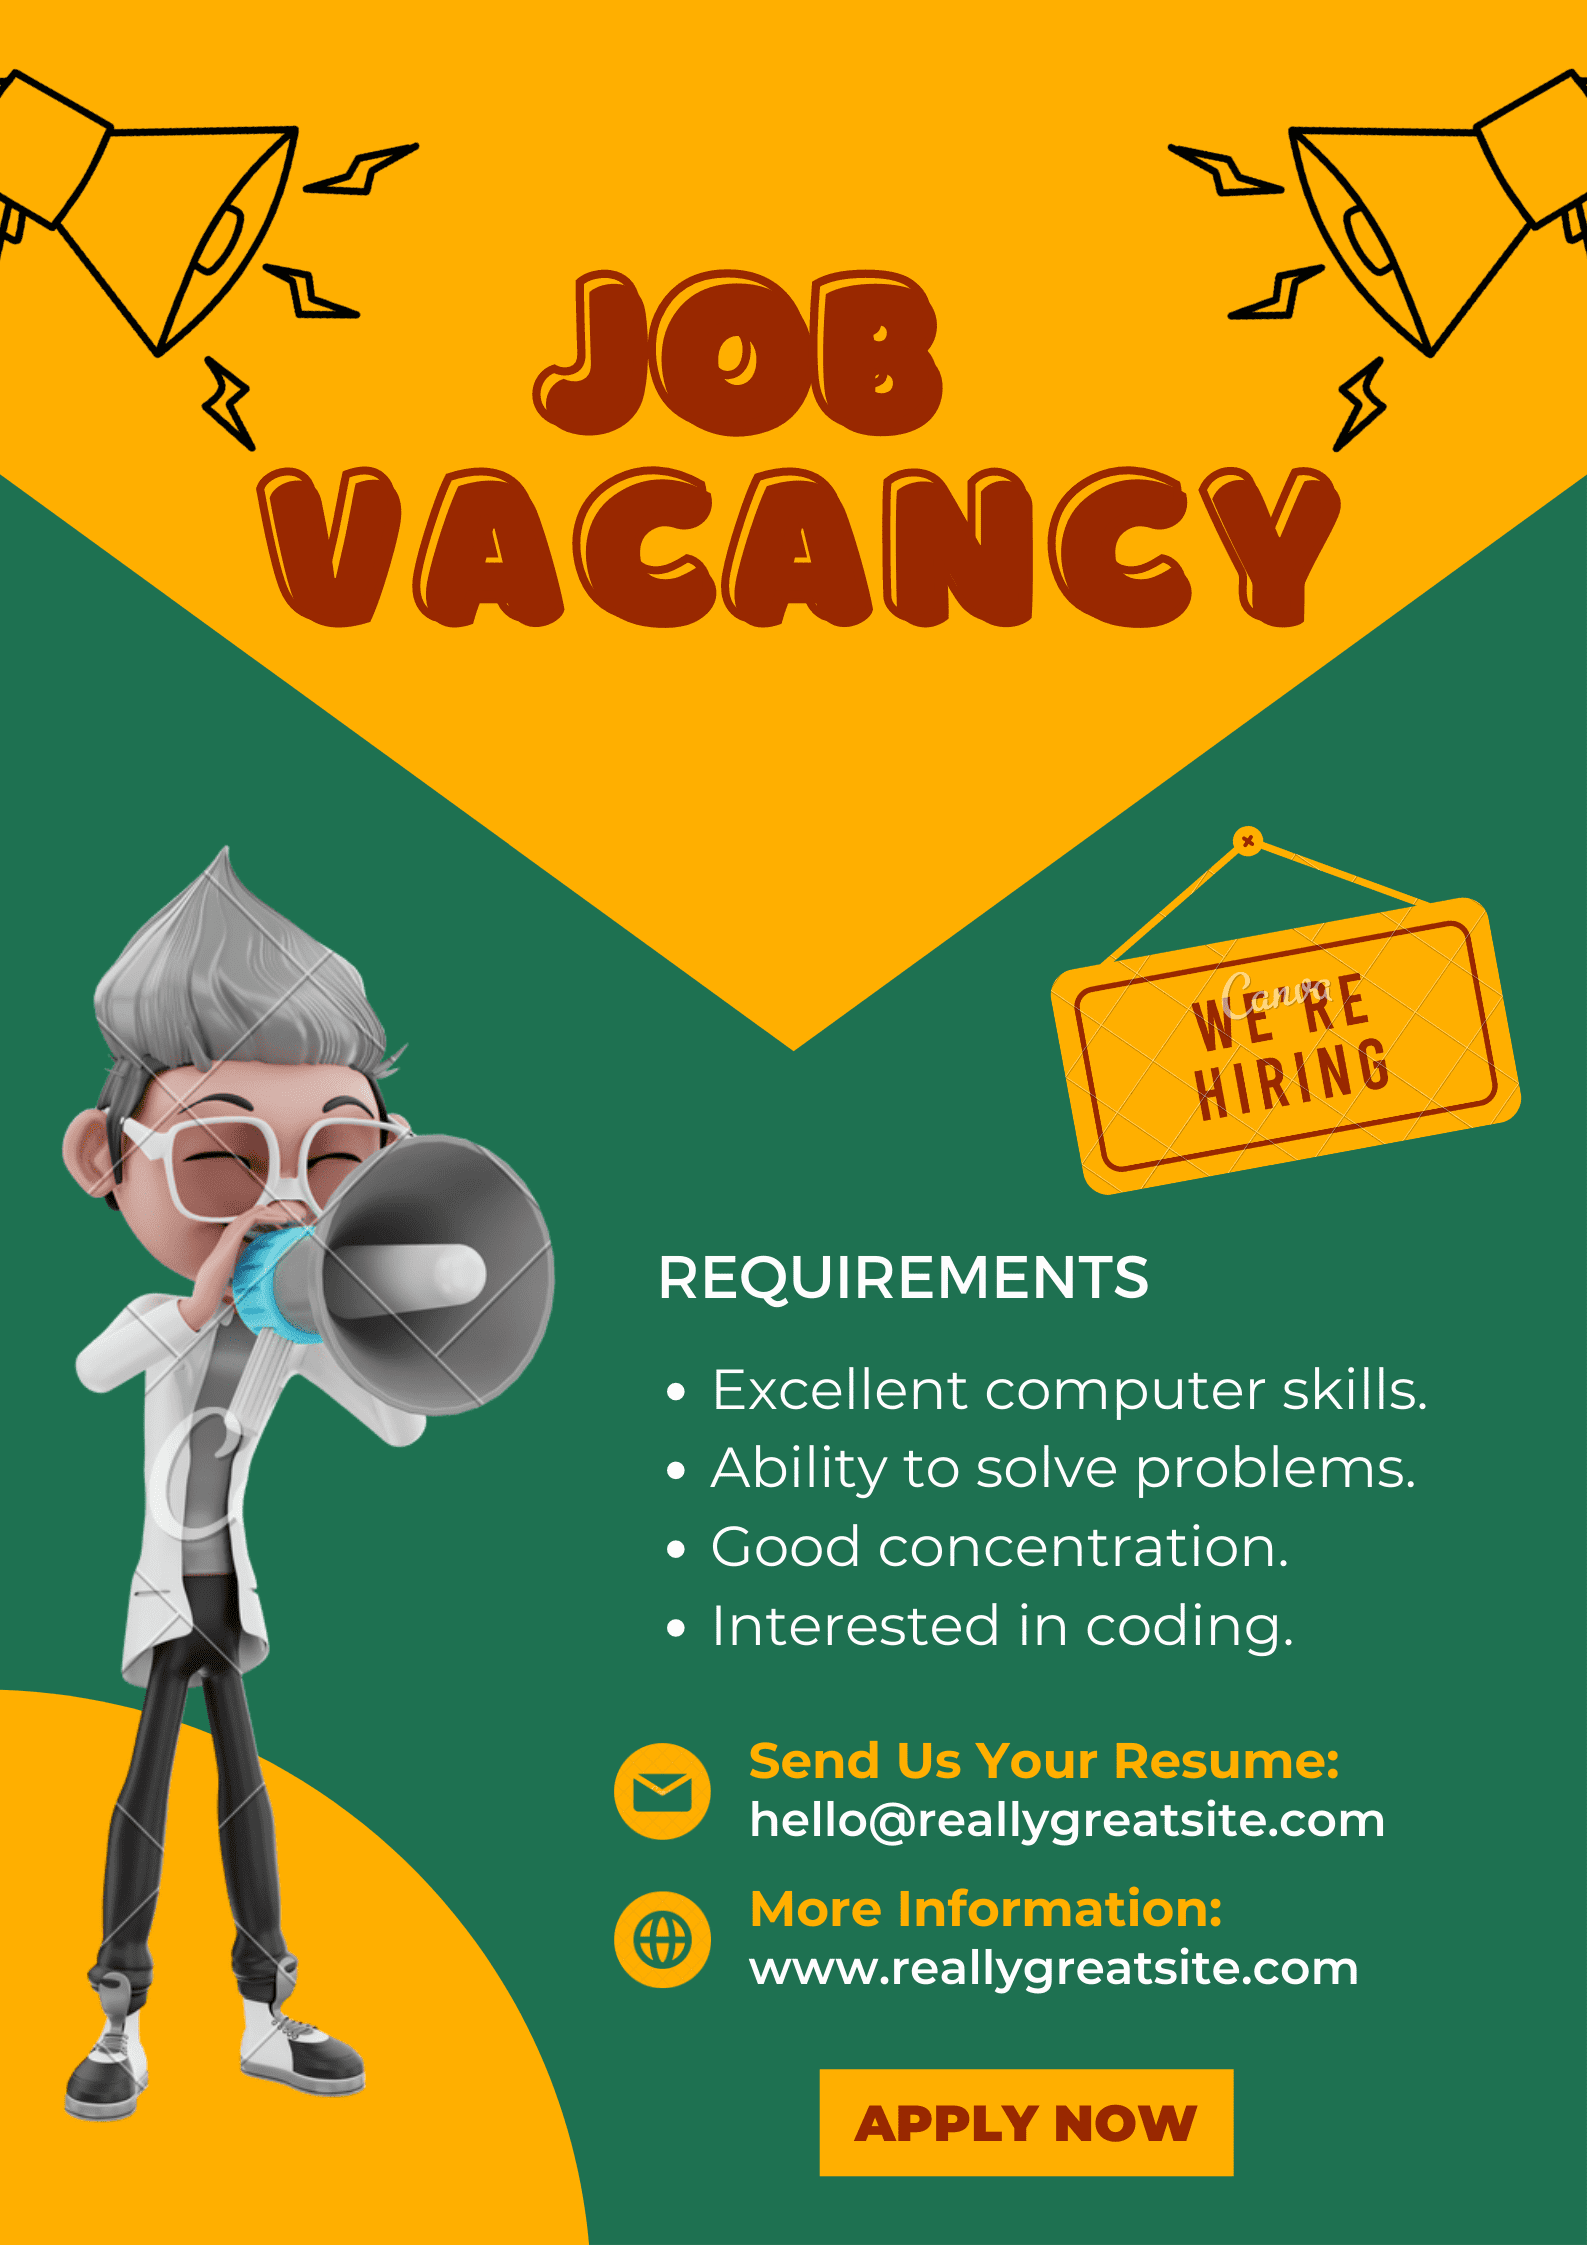 JOB
VACANCY
WE'RE
HIRING
Canva
REQUIREMENTS
• Excellent computer skills.
• Ability to solve problems.
• Good concentration.
• Interested in coding.
Send Us Your Resume:
hello@reallygreatsite.com
More Information:
www.reallygreatsite.com
APPLY NOW
C